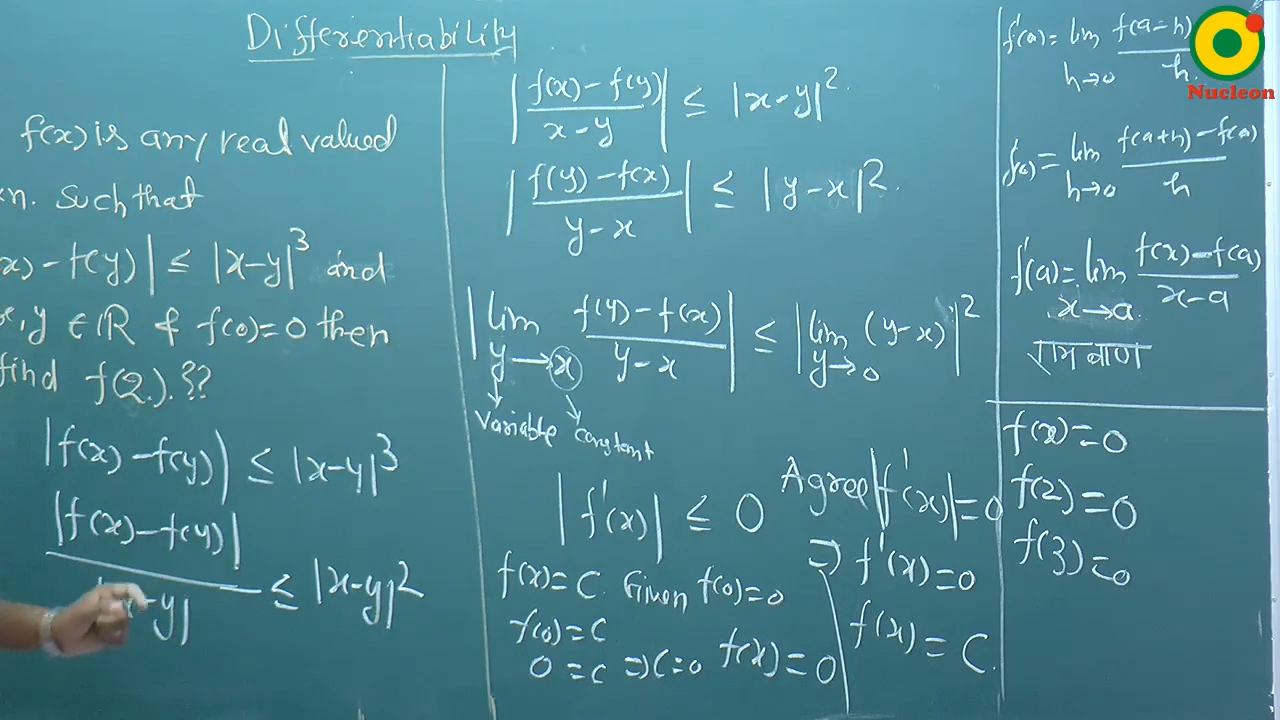 Differentiability
f(x) is any real valued
n. such that
x) - f(y)| ≤ |x-y|³ and
x, y ∈ R & f(0)=0 then
find f(2).??
|f(x) - f(y)| ≤ |x-y|³
|f(x) - f(y)|
-y| ≤ |x-y|²
|f(x) - f(y)| ≤ |x-y|².
x - y
|f(y) - f(x)| ≤ |y-x|².
y - x
|lim f(y) - f(x)| ≤ |lim (y-x)|²
y→x y-x y→0
variable constant
|f'(x)| ≤ 0
Agree |f'(x)|=0
f(x)=C. Given f(0)=0
f(0)=C
0=C ⇒ C=0 f(x)=0
⇒ f'(x)=0
f(x)=C.
f'(a)= lim f(a-h)
h→0 h
f'(a)= lim f(a+h)-f(a)
h→0 h
f'(a)= lim f(x)-f(a)
x→a x-a
राम बाण
f(x)=0
f(2)=0
f(3)=0
Nucleon